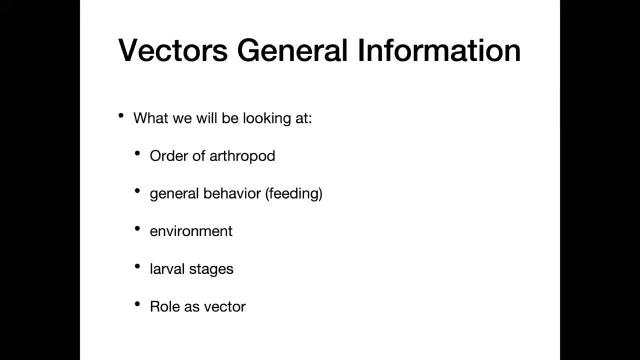 Vectors General Information
• What we will be looking at:
• Order of arthropod
• general behavior (feeding)
• environment
• larval stages
• Role as vector